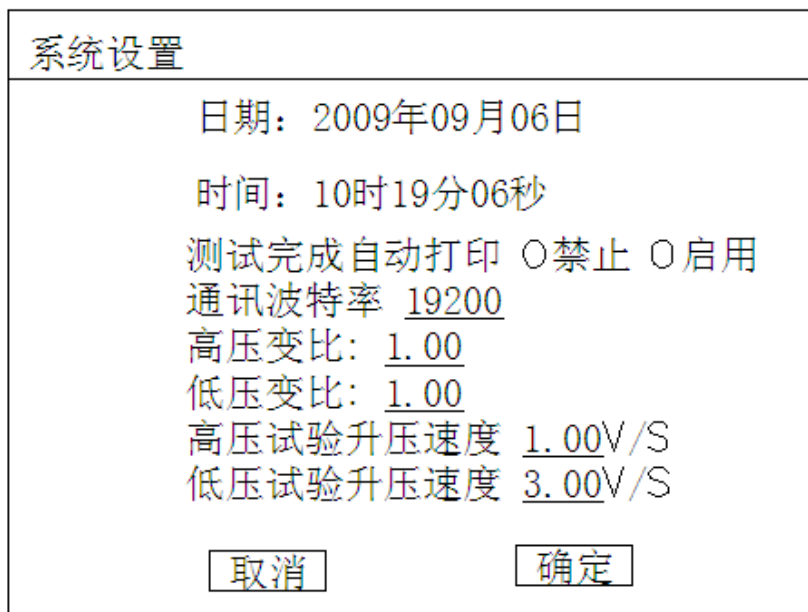 系统设置
日期：2009年09月06日
时间：10时19分06秒
测试完成自动打印 O禁止 O启用
通讯波特率 19200
高压变比: 1.00
低压变比: 1.00
高压试验升压速度 1.00V/S
低压试验升压速度 3.00V/S
取消 确定